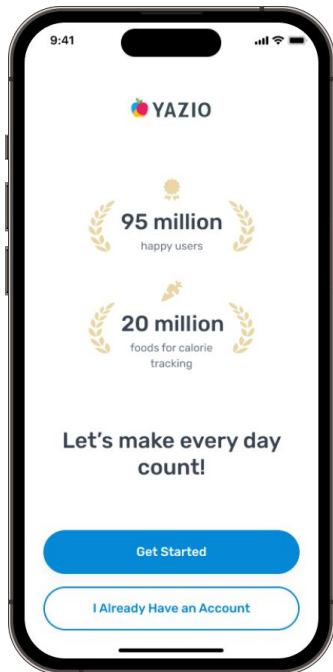 9:41
YAZIO
95 million
happy users
20 million
foods for calorie
tracking
Let’s make every day
count!
Get Started
I Already Have an Account